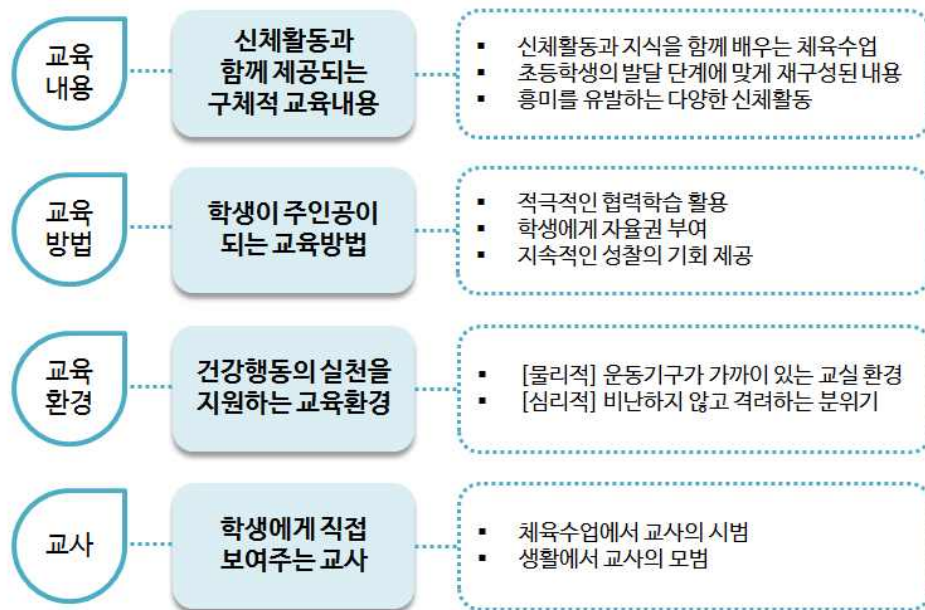 교육
내용
신체활동과
함께 제공되는
구체적 교육내용
▪ 신체활동과 지식을 함께 배우는 체육수업
▪ 초등학생의 발달 단계에 맞게 재구성된 내용
▪ 흥미를 유발하는 다양한 신체활동
교육
방법
학생이 주인공이
되는 교육방법
▪ 적극적인 협력학습 활용
▪ 학생에게 자율권 부여
▪ 지속적인 성찰의 기회 제공
교육
환경
건강행동의 실천을
지원하는 교육환경
▪ [물리적] 운동기구가 가까이 있는 교실 환경
▪ [심리적] 비난하지 않고 격려하는 분위기
교사
학생에게 직접
보여주는 교사
▪ 체육수업에서 교사의 시범
▪ 생활에서 교사의 모범